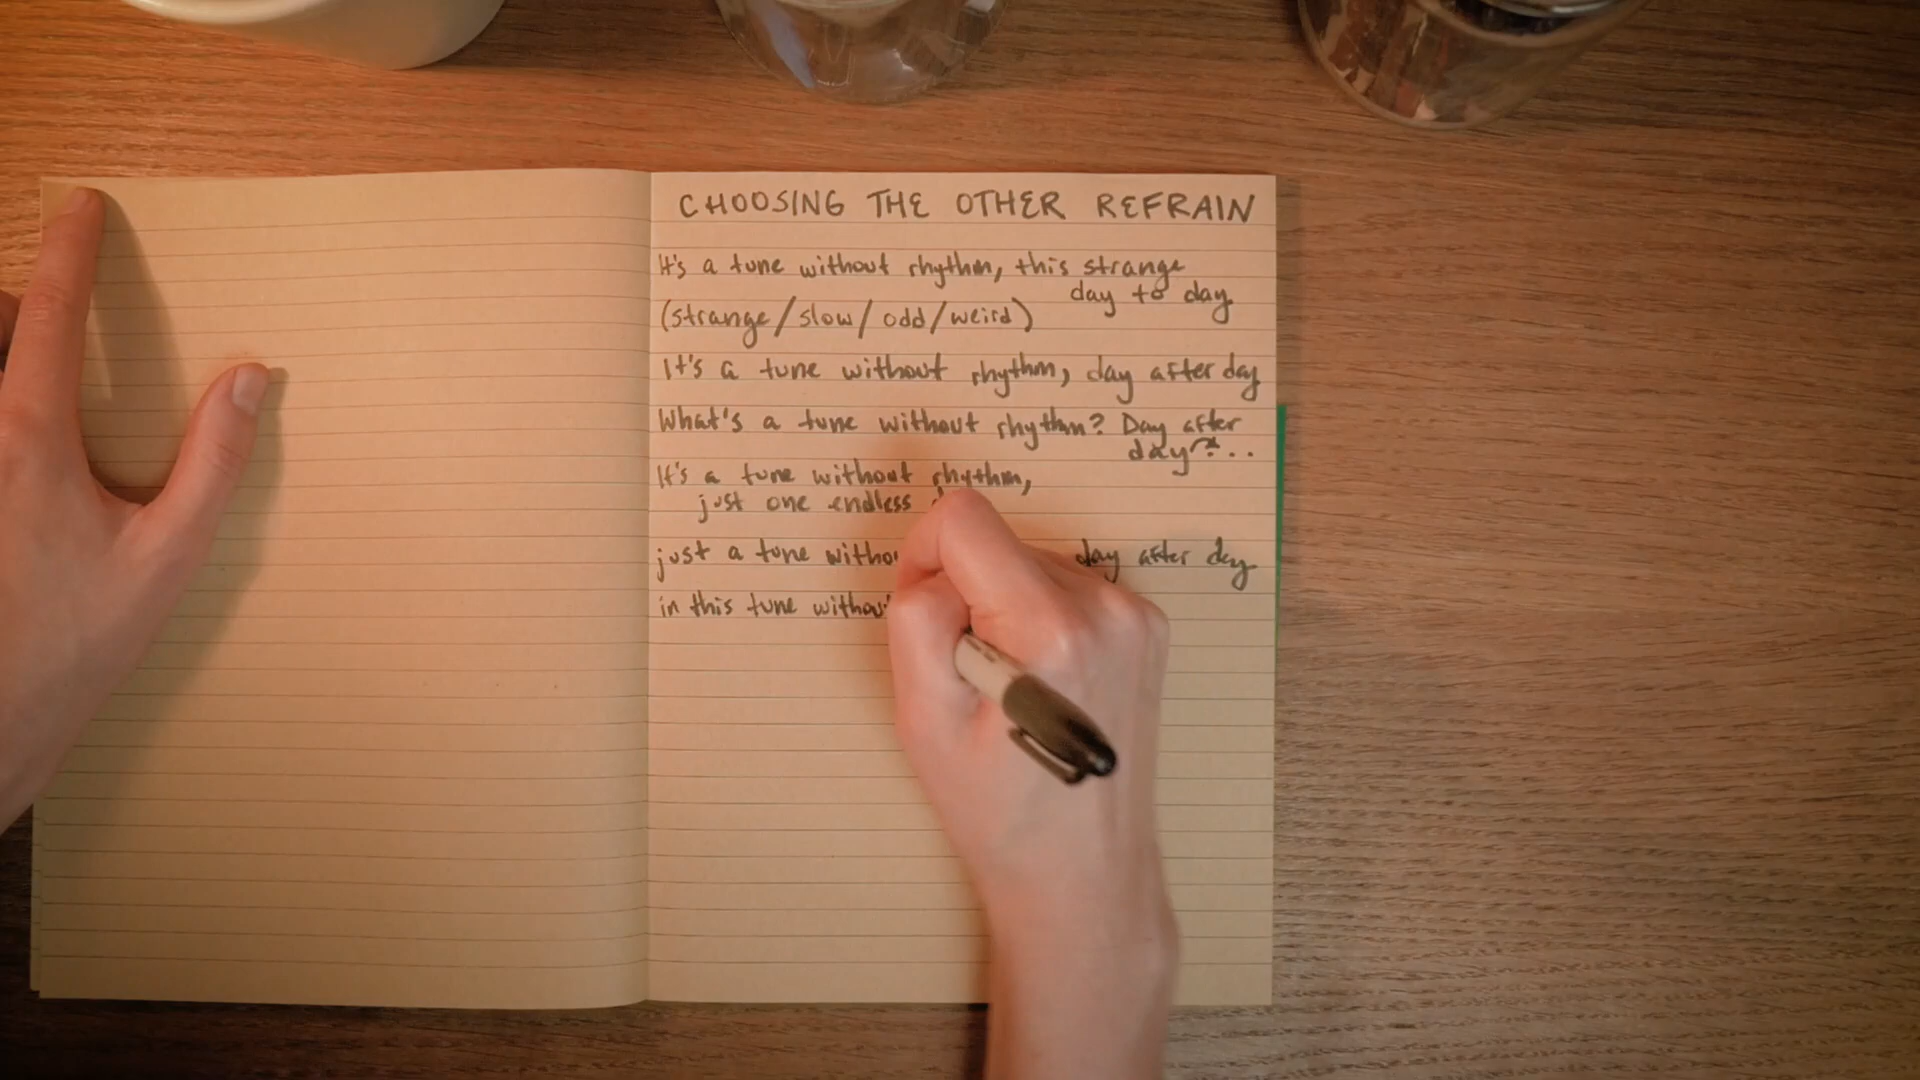 CHOOSING THE OTHER REFRAIN
It's a tune without rhythm, this strange
day to day
(strange/slow/odd/weird)
It's a tune without rhythm, day after day
What's a tune without rhythm? Day after
day?..
It's a tune without rhythm,
just one endless
just a tune day after day
in this tune without